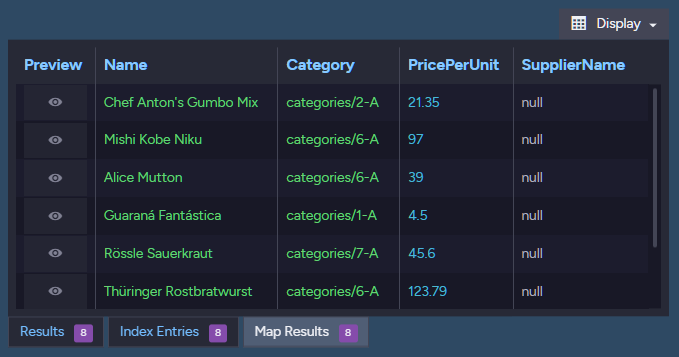 Display
Preview Name Category PricePerUnit SupplierName
Chef Anton's Gumbo Mix categories/2-A 21.35 null
Mishi Kobe Niku categories/6-A 97 null
Alice Mutton categories/6-A 39 null
Guaraná Fantástica categories/1-A 4.5 null
Rössle Sauerkraut categories/7-A 45.6 null
Thüringer Rostbratwurst categories/6-A 123.79 null
Results 8 Index Entries 8 Map Results 8